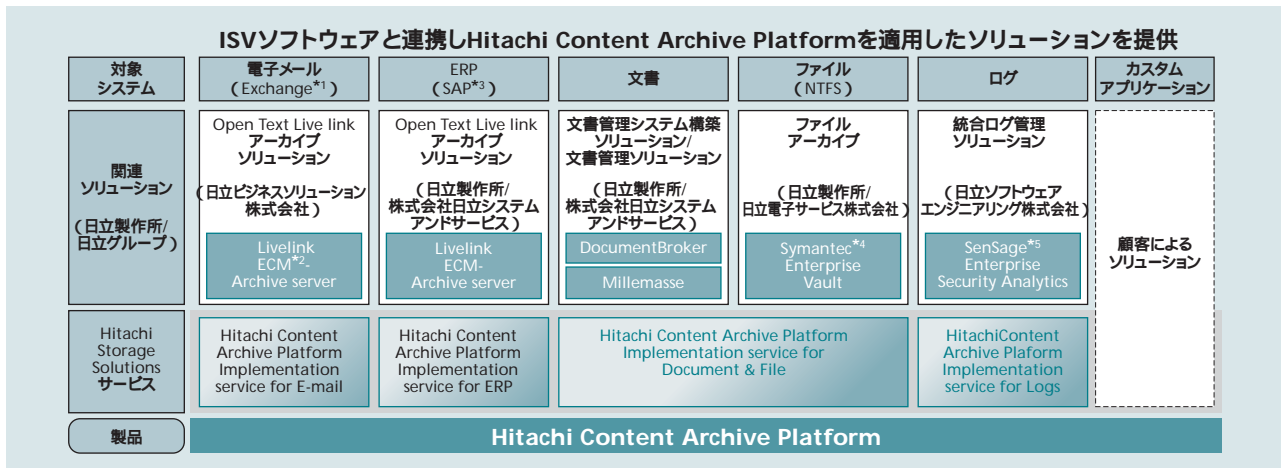 ISVソフトウェアと連携しHitachi Content Archive Platformを適用したソリューションを提供
対象
システム
電子メール
（Exchange*1）
ERP
（SAP*3）
文書
ファイル
（NTFS）
ログ
カスタム
アプリケーション
関連
ソリューション
（日立製作所/
日立グループ）
Open Text Live link
アーカイブ
ソリューション
（日立ビジネスソリューション
株式会社）
Livelink
ECM*2-
Archive server
Open Text Live link
アーカイブ
ソリューション
（日立製作所/
株式会社日立システム
アンドサービス）
Livelink
ECM-
Archive server
文書管理システム構築
ソリューション/
文書管理ソリューション
（日立製作所/
株式会社日立システム
アンドサービス）
DocumentBroker
Millemasse
ファイル
アーカイブ
（日立製作所/
日立電子サービス株式会社）
Symantec*4
Enterprise
Vault
統合ログ管理
ソリューション
（日立ソフトウェア
エンジニアリング株式会社）
SenSage*5
Enterprise
Security Analytics
顧客による
ソリューション
Hitachi
Storage
Solutions
サービス
Hitachi Content
Archive Platform
Implementation
service for E-mail
Hitachi Content
Archive Platform
Implementation
service for ERP
Hitachi Content Archive Platform
Implementation service for
Document & File
HitachiContent
Archive Plaform
Implementation
service for Logs
製品
Hitachi Content Archive Platform